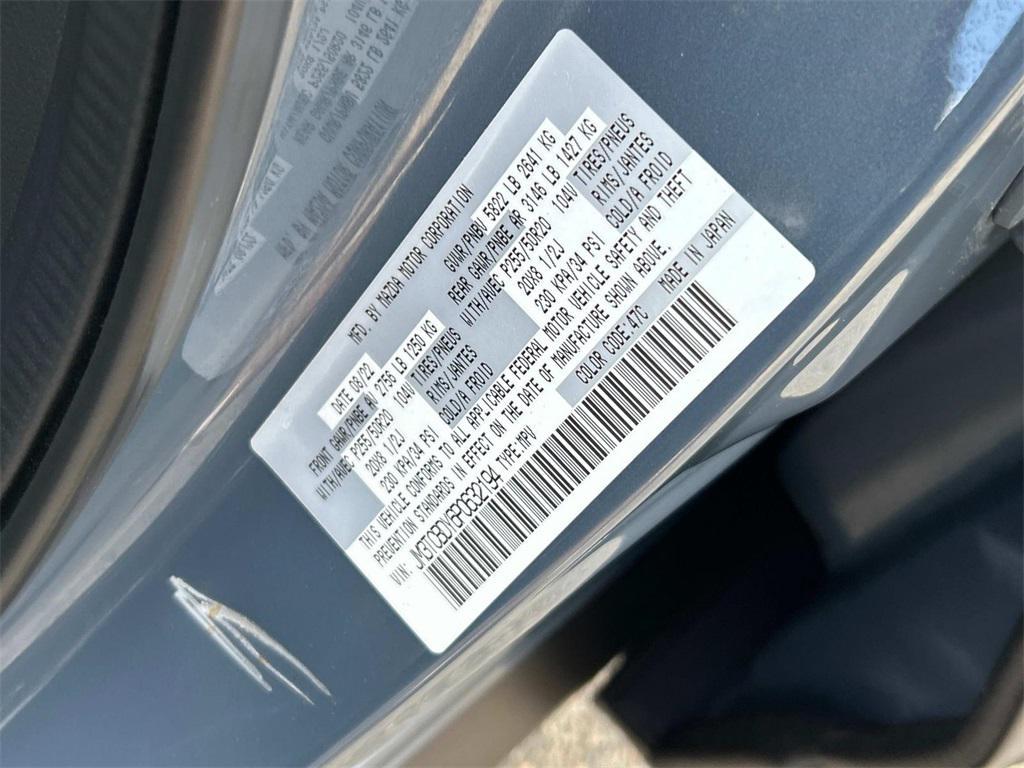 MFD. BY MAZDA MOTOR CORPORATION
DATE 08/22 GVWR/PNBV 5822 LB 2641 KG
FRONT GAWR/PNBE AV 2758 LB 1250 KG REAR GAWR/PNBE AR 3146 LB 1427 KG
WITH/AVEC P255/50R20 104V TIRES/PNEUS WITH/AVEC P255/50R20 104V TIRES/PNEUS
20X8 1/2J RIMS/JANTES 20X8 1/2J RIMS/JANTES
230 KPA/34 PSI COLD/A FROID 230 KPA/34 PSI COLD/A FROID
THIS VEHICLE CONFORMS TO ALL APPLICABLE FEDERAL MOTOR VEHICLE SAFETY AND THEFT
PREVENTION STANDARDS IN EFFECT ON THE DATE OF MANUFACTURE SHOWN ABOVE.
VIN: TYPE:MPV COLOR CODE:47C MADE IN JAPAN